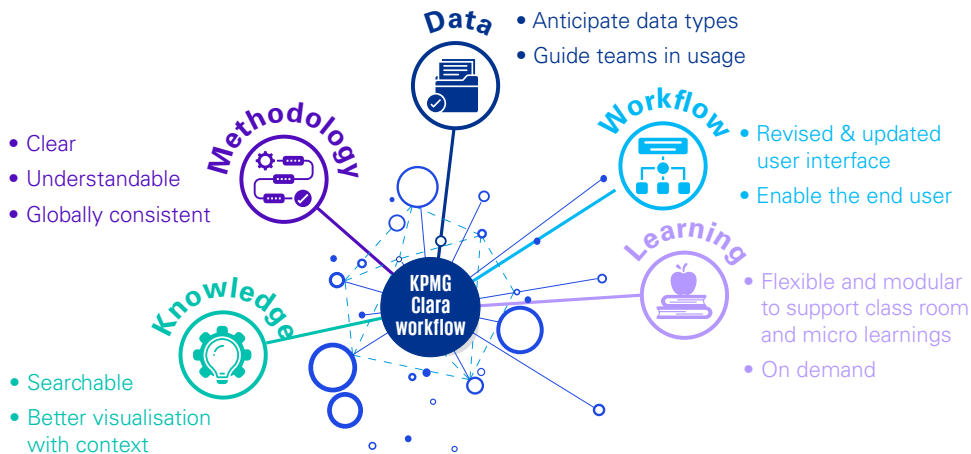 Data
• Anticipate data types
• Guide teams in usage
Methodology
• Clear
• Understandable
• Globally consistent
Workflow
• Revised & updated
user interface
• Enable the end user
Learning
• Flexible and modular
to support class room
and micro learnings
• On demand
KPMG
Clara
workflow
Knowledge
• Searchable
• Better visualisation
with context